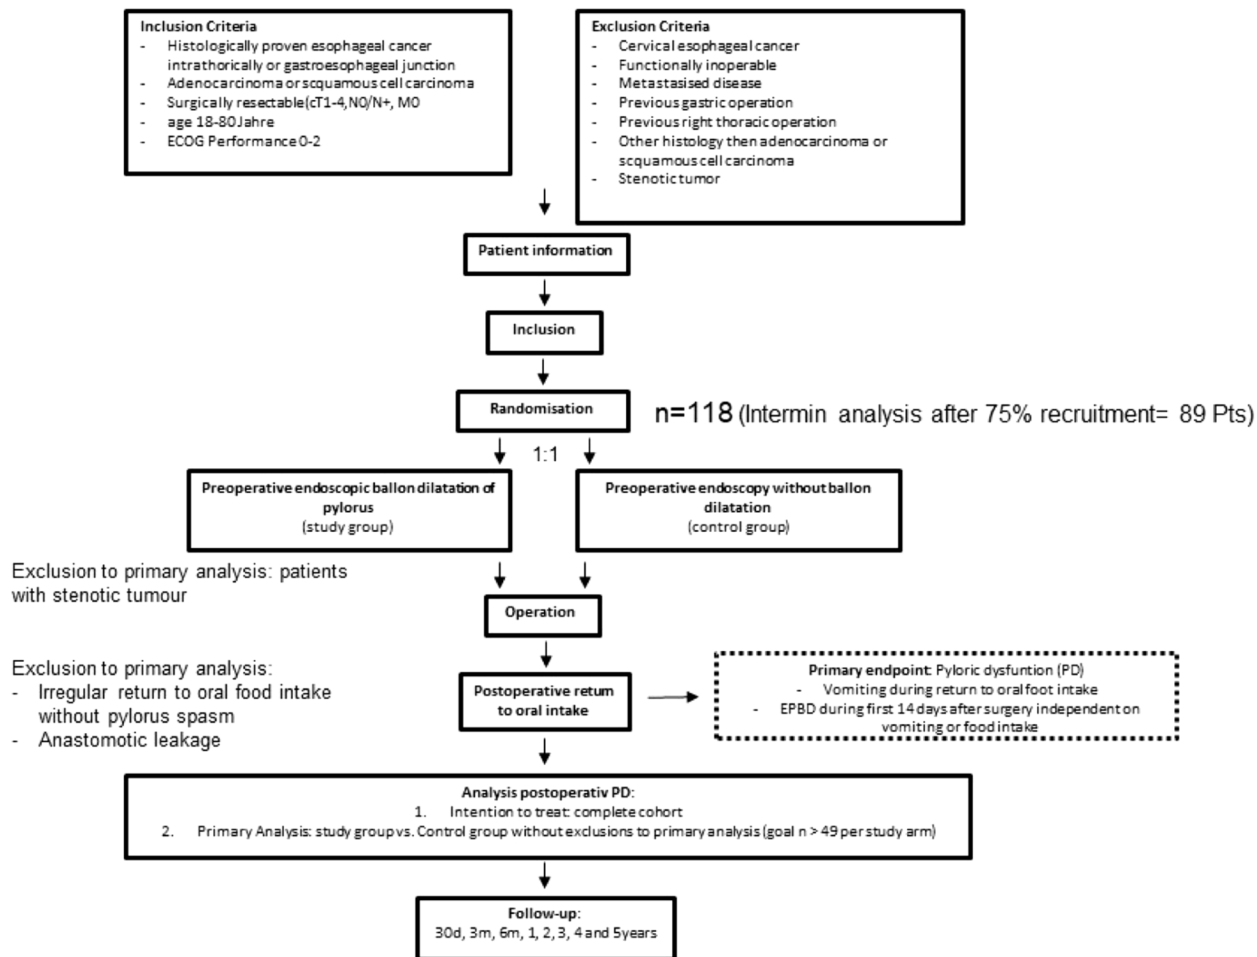 Inclusion Criteria
- Histologically proven esophageal cancer
intrathorically or gastroesophageal junction
- Adenocarcinoma or scquamous cell carcinoma
- Surgically resectable(cT1-4,N0/N+, M0
- age 18-80 Jahre
- ECOG Performance 0-2
Exclusion Criteria
- Cervical esophageal cancer
- Functionally inoperable
- Metastasised disease
- Previous gastric operation
- Previous right thoracic operation
- Other histology then adenocarcinoma or
scquamous cell carcinoma
- Stenotic tumor
Patient information
Inclusion
Randomisation
n=118 (Intermin analysis after 75% recruitment= 89 Pts)
1:1
Preoperative endoscopic ballon dilatation of
pylorus
(study group)
Preoperative endoscopy without ballon
dilatation
(control group)
Exclusion to primary analysis: patients
with stenotic tumour
Operation
Exclusion to primary analysis:
- Irregular return to oral food intake
without pylorus spasm
- Anastomotic leakage
Postoperative return
to oral intake
Primary endpoint: Pyloric dysfuntion (PD)
- Vomiting during return to oral foot intake
- EPBD during first 14 days after surgery independent on
vomiting or food intake
Analysis postoperativ PD:
1. Intention to treat: complete cohort
2. Primary Analysis: study group vs. Control group without exclusions to primary analysis (goal n > 49 per study arm)
Follow-up:
30d, 3m, 6m, 1, 2, 3, 4 and 5years